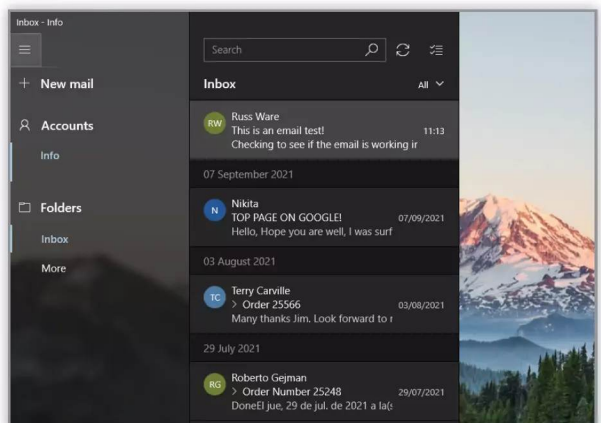 Inbox - Info
Search
New mail
Inbox
All
Accounts
Info
RW
Russ Ware
This is an email test!
11:13
Checking to see if the email is working ir
07 September 2021
Folders
Inbox
More
N
Nikita
TOP PAGE ON GOOGLE!
07/09/2021
Hello, Hope you are well, I was surf
03 August 2021
TC
Terry Carville
> Order 25566
03/08/2021
Many thanks Jim. Look forward to r
29 July 2021
RG
Roberto Gejman
> Order Number 25248
29/07/2021
DoneEl jue, 29 de jul. de 2021 a la(s